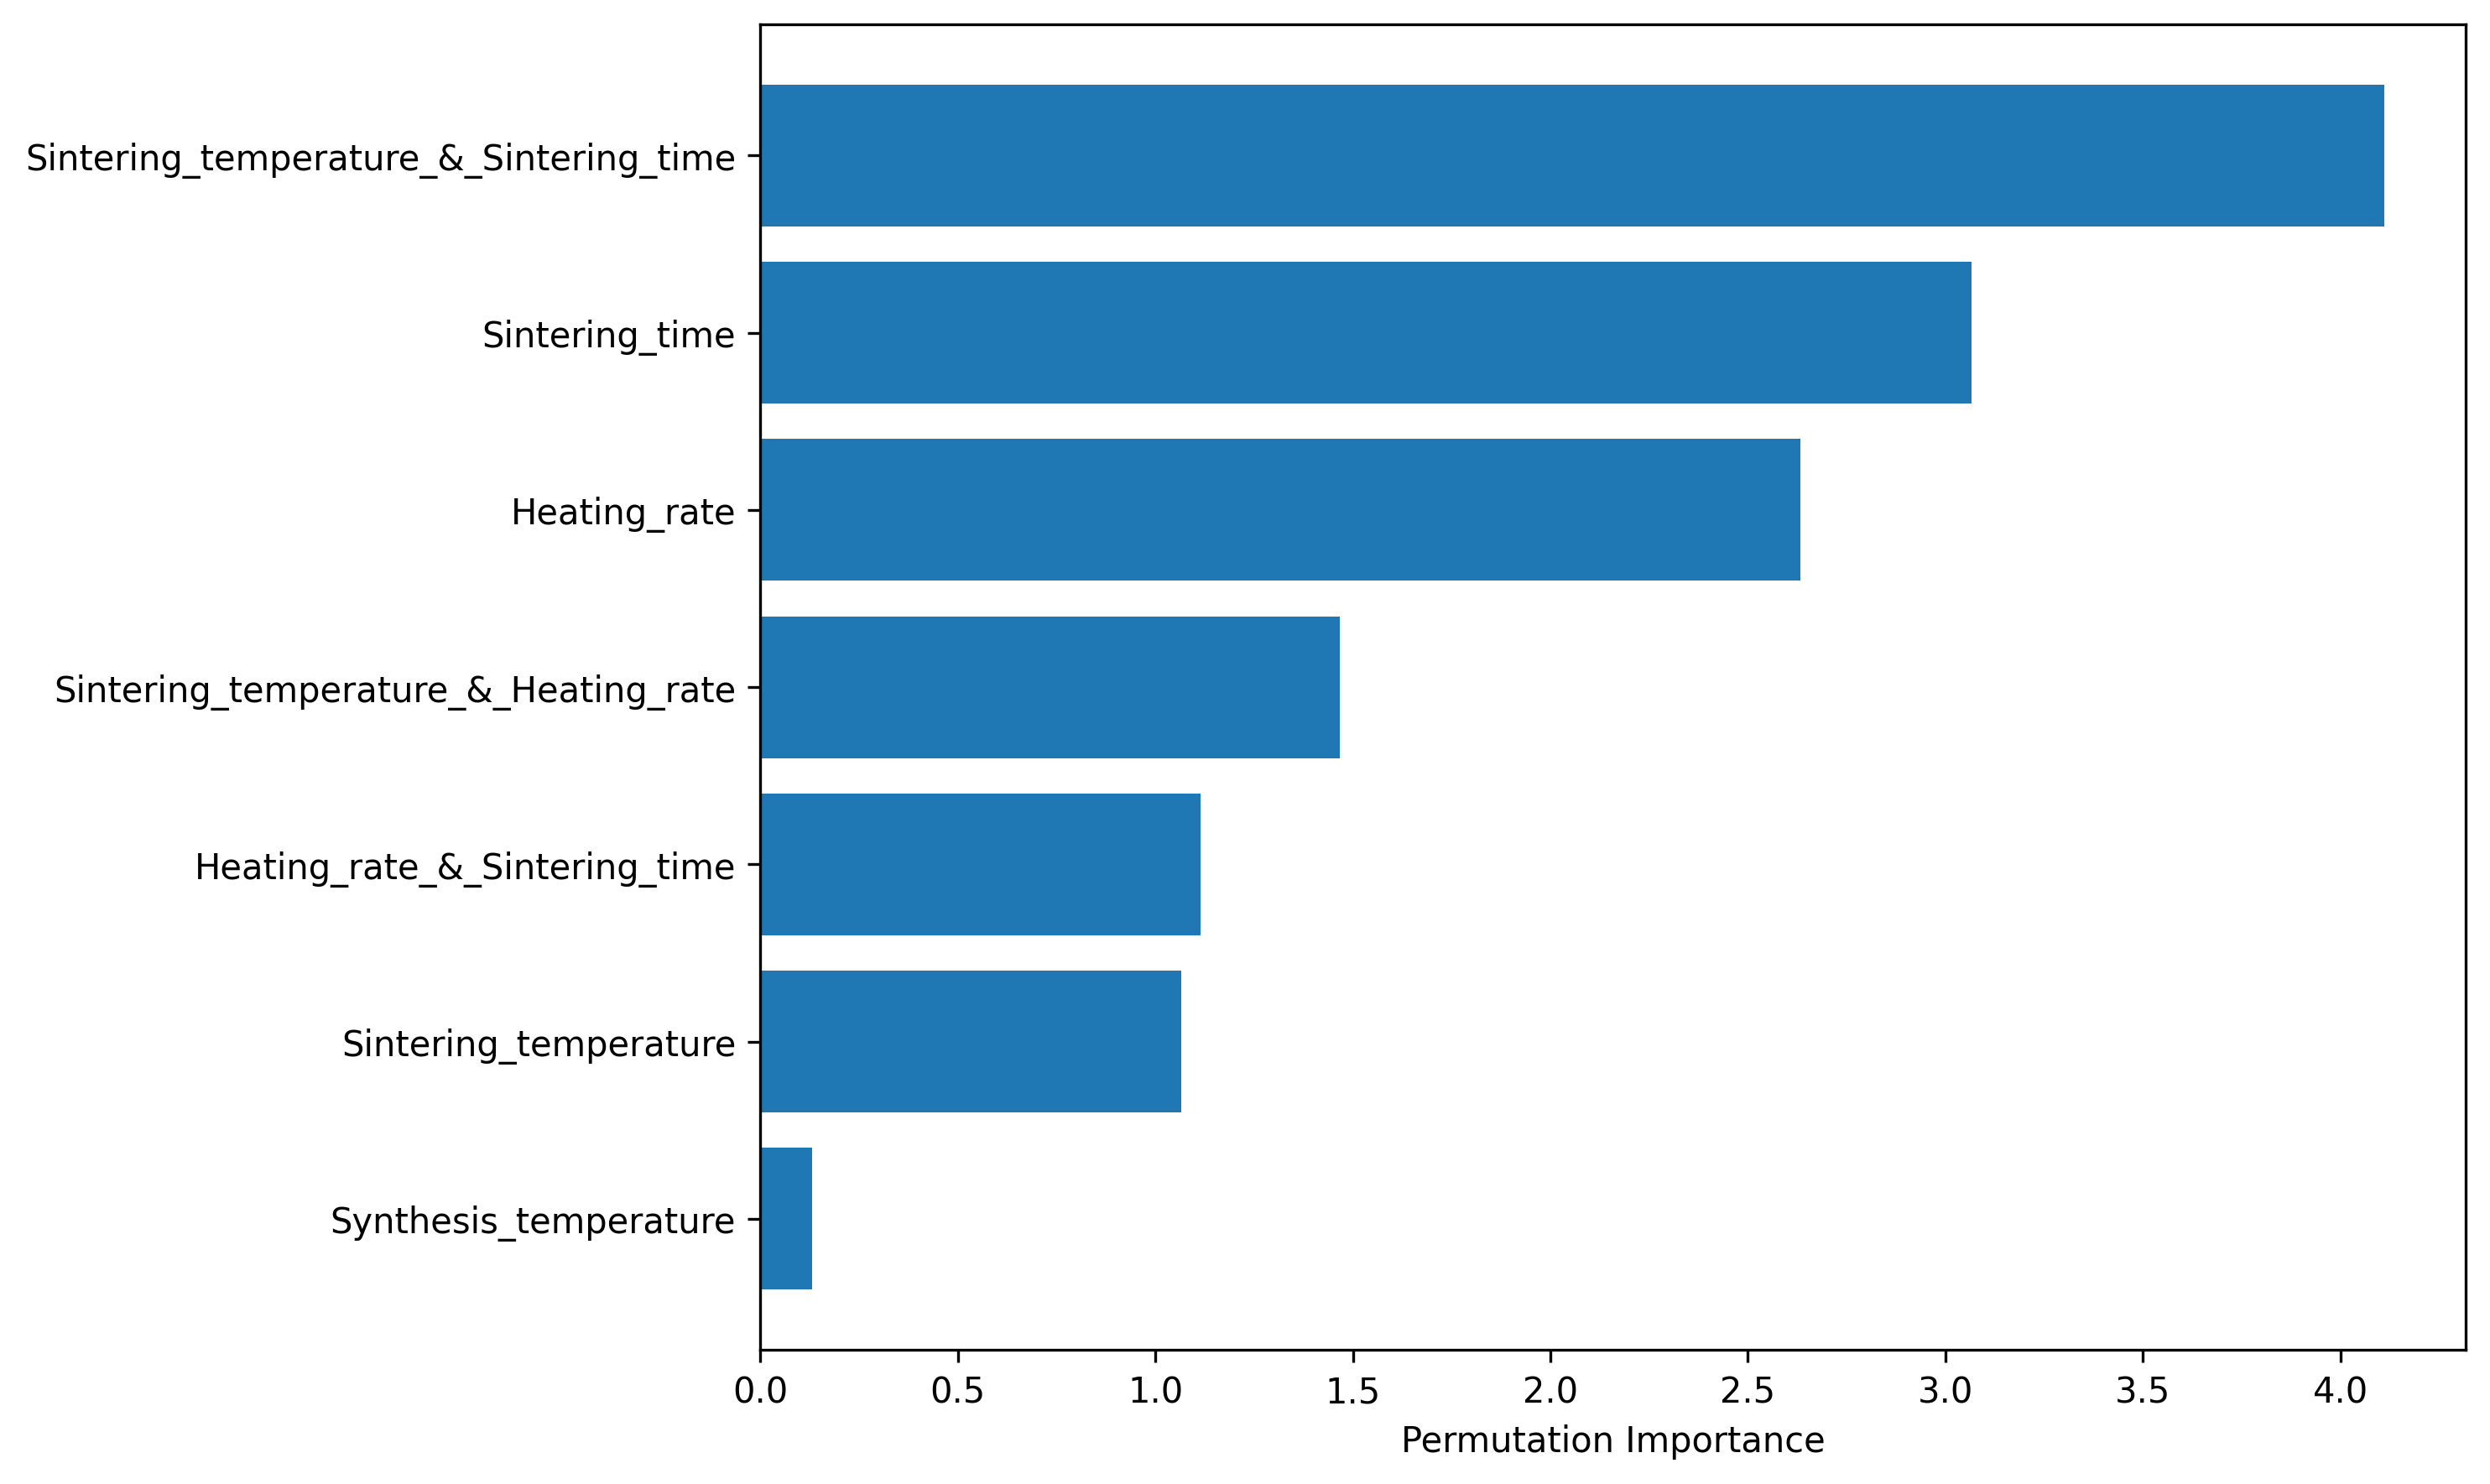 Sintering_temperature_&_Sintering_time
Sintering_time
Heating_rate
Sintering_temperature_&_Heating_rate
Heating_rate_&_Sintering_time
Sintering_temperature
Synthesis_temperature
0.0 0.5 1.0 1.5 2.0 2.5 3.0 3.5 4.0
Permutation Importance